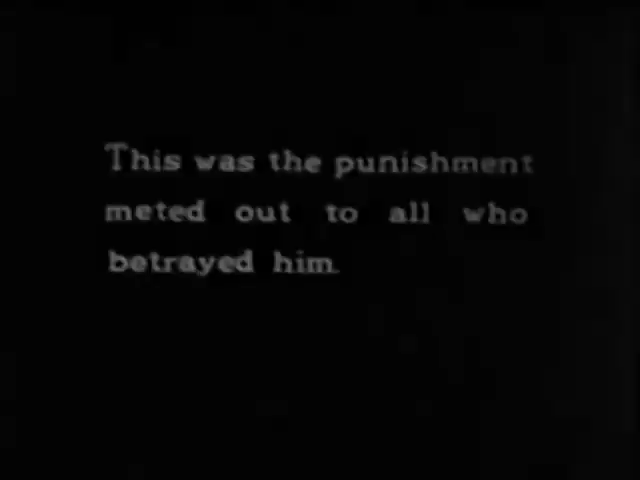 This was the punishment
meted out to all who
betrayed him.